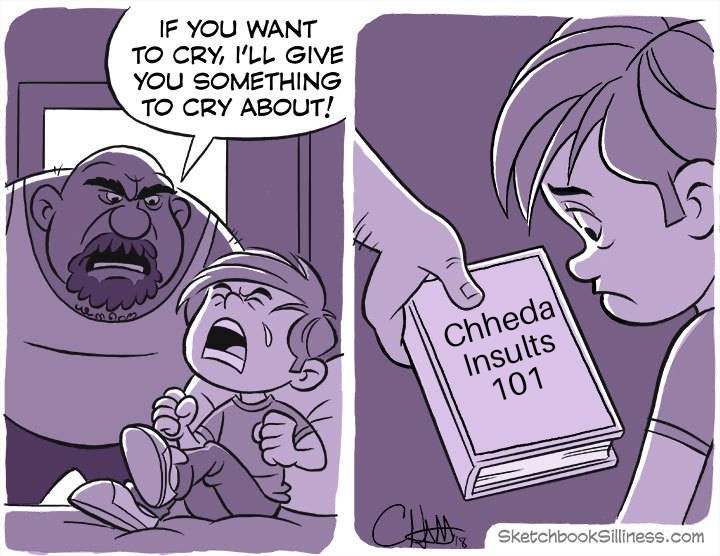 IF YOU WANT
TO CRY, I'LL GIVE
YOU SOMETHING
TO CRY ABOUT!
Chheda
Insults
101
SketchbookSilliness.com